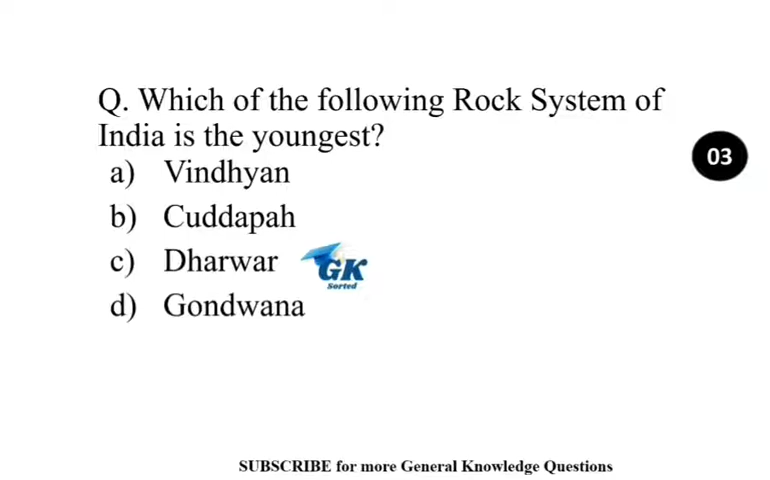 Q. Which of the following Rock System of
India is the youngest?
03
a) Vindhyan
b) Cuddapah
c) Dharwar
GK
Sorted
d) Gondwana
SUBSCRIBE for more General Knowledge Questions